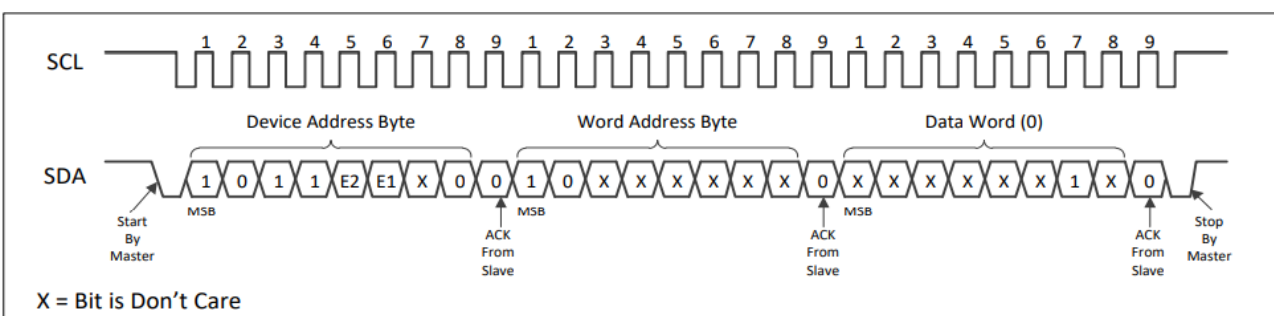 SCL 1 2 3 4 5 6 7 8 9 1 2 3 4 5 6 7 8 9 1 2 3 4 5 6 7 8 9
Device Address Byte Word Address Byte Data Word (0)
SDA 1 0 1 1 E2 E1 X 0 0 1 0 X X X X X X 0 X X X X X X 1 X 0
MSB MSB MSB
Start
By
Master
ACK
From
Slave
ACK
From
Slave
ACK
From
Slave
Stop
By
Master
X = Bit is Don't Care